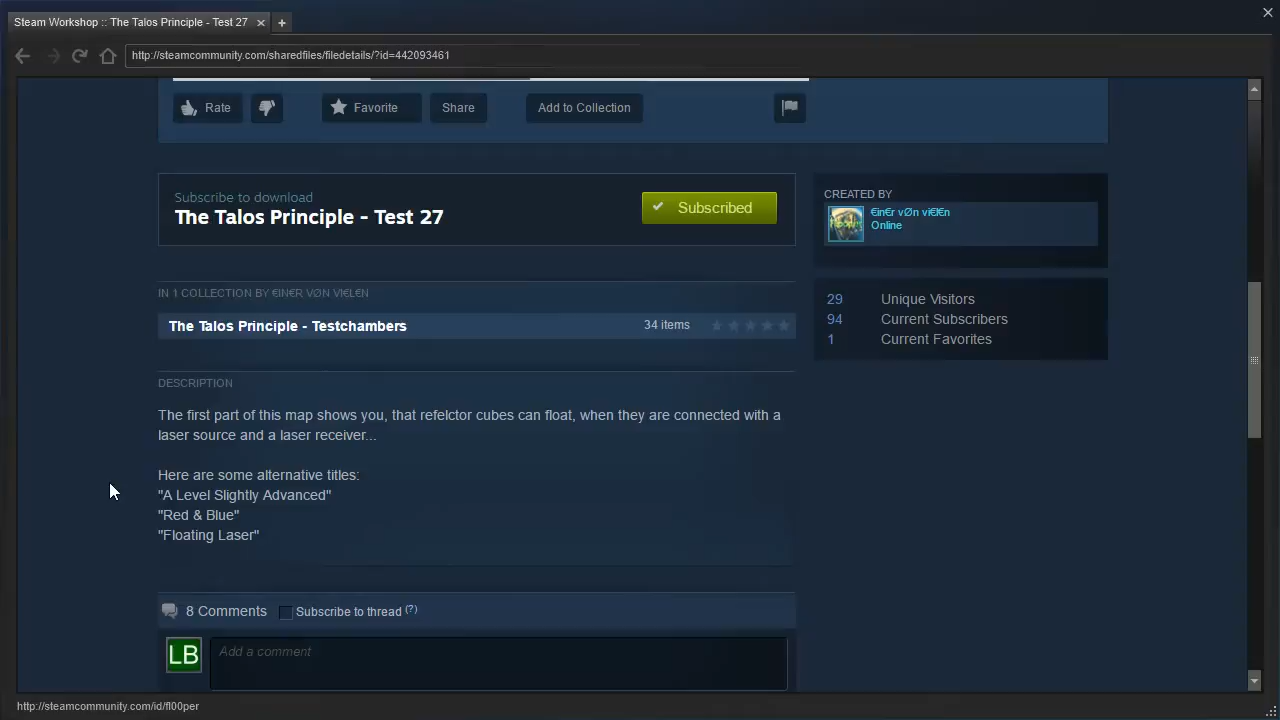 Steam Workshop :: The Talos Principle - Test 27
http://steamcommunity.com/sharedfiles/filedetails/?id=442093461
Rate
Favorite
Share
Add to Collection
Subscribe to download
The Talos Principle - Test 27
Subscribed
CREATED BY
€in€r vØn vi€l€n
Online
29 Unique Visitors
94 Current Subscribers
1 Current Favorites
IN 1 COLLECTION BY €IN€R VØN VI€L€N
The Talos Principle - Testchambers 34 items
DESCRIPTION
The first part of this map shows you, that refelctor cubes can float, when they are connected with a
laser source and a laser receiver...
Here are some alternative titles:
"A Level Slightly Advanced"
"Red & Blue"
"Floating Laser"
8 Comments Subscribe to thread (?)
LB
Add a comment
http://steamcommunity.com/id/fl00per